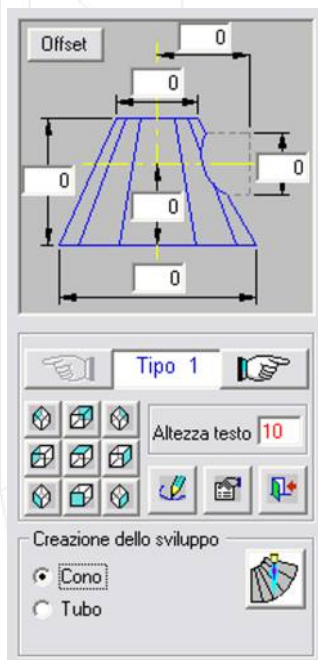 Offset
0
0
0
0
0
0
Tipo 1
Altezza testo 10
Creazione dello sviluppo
Cono
Tubo